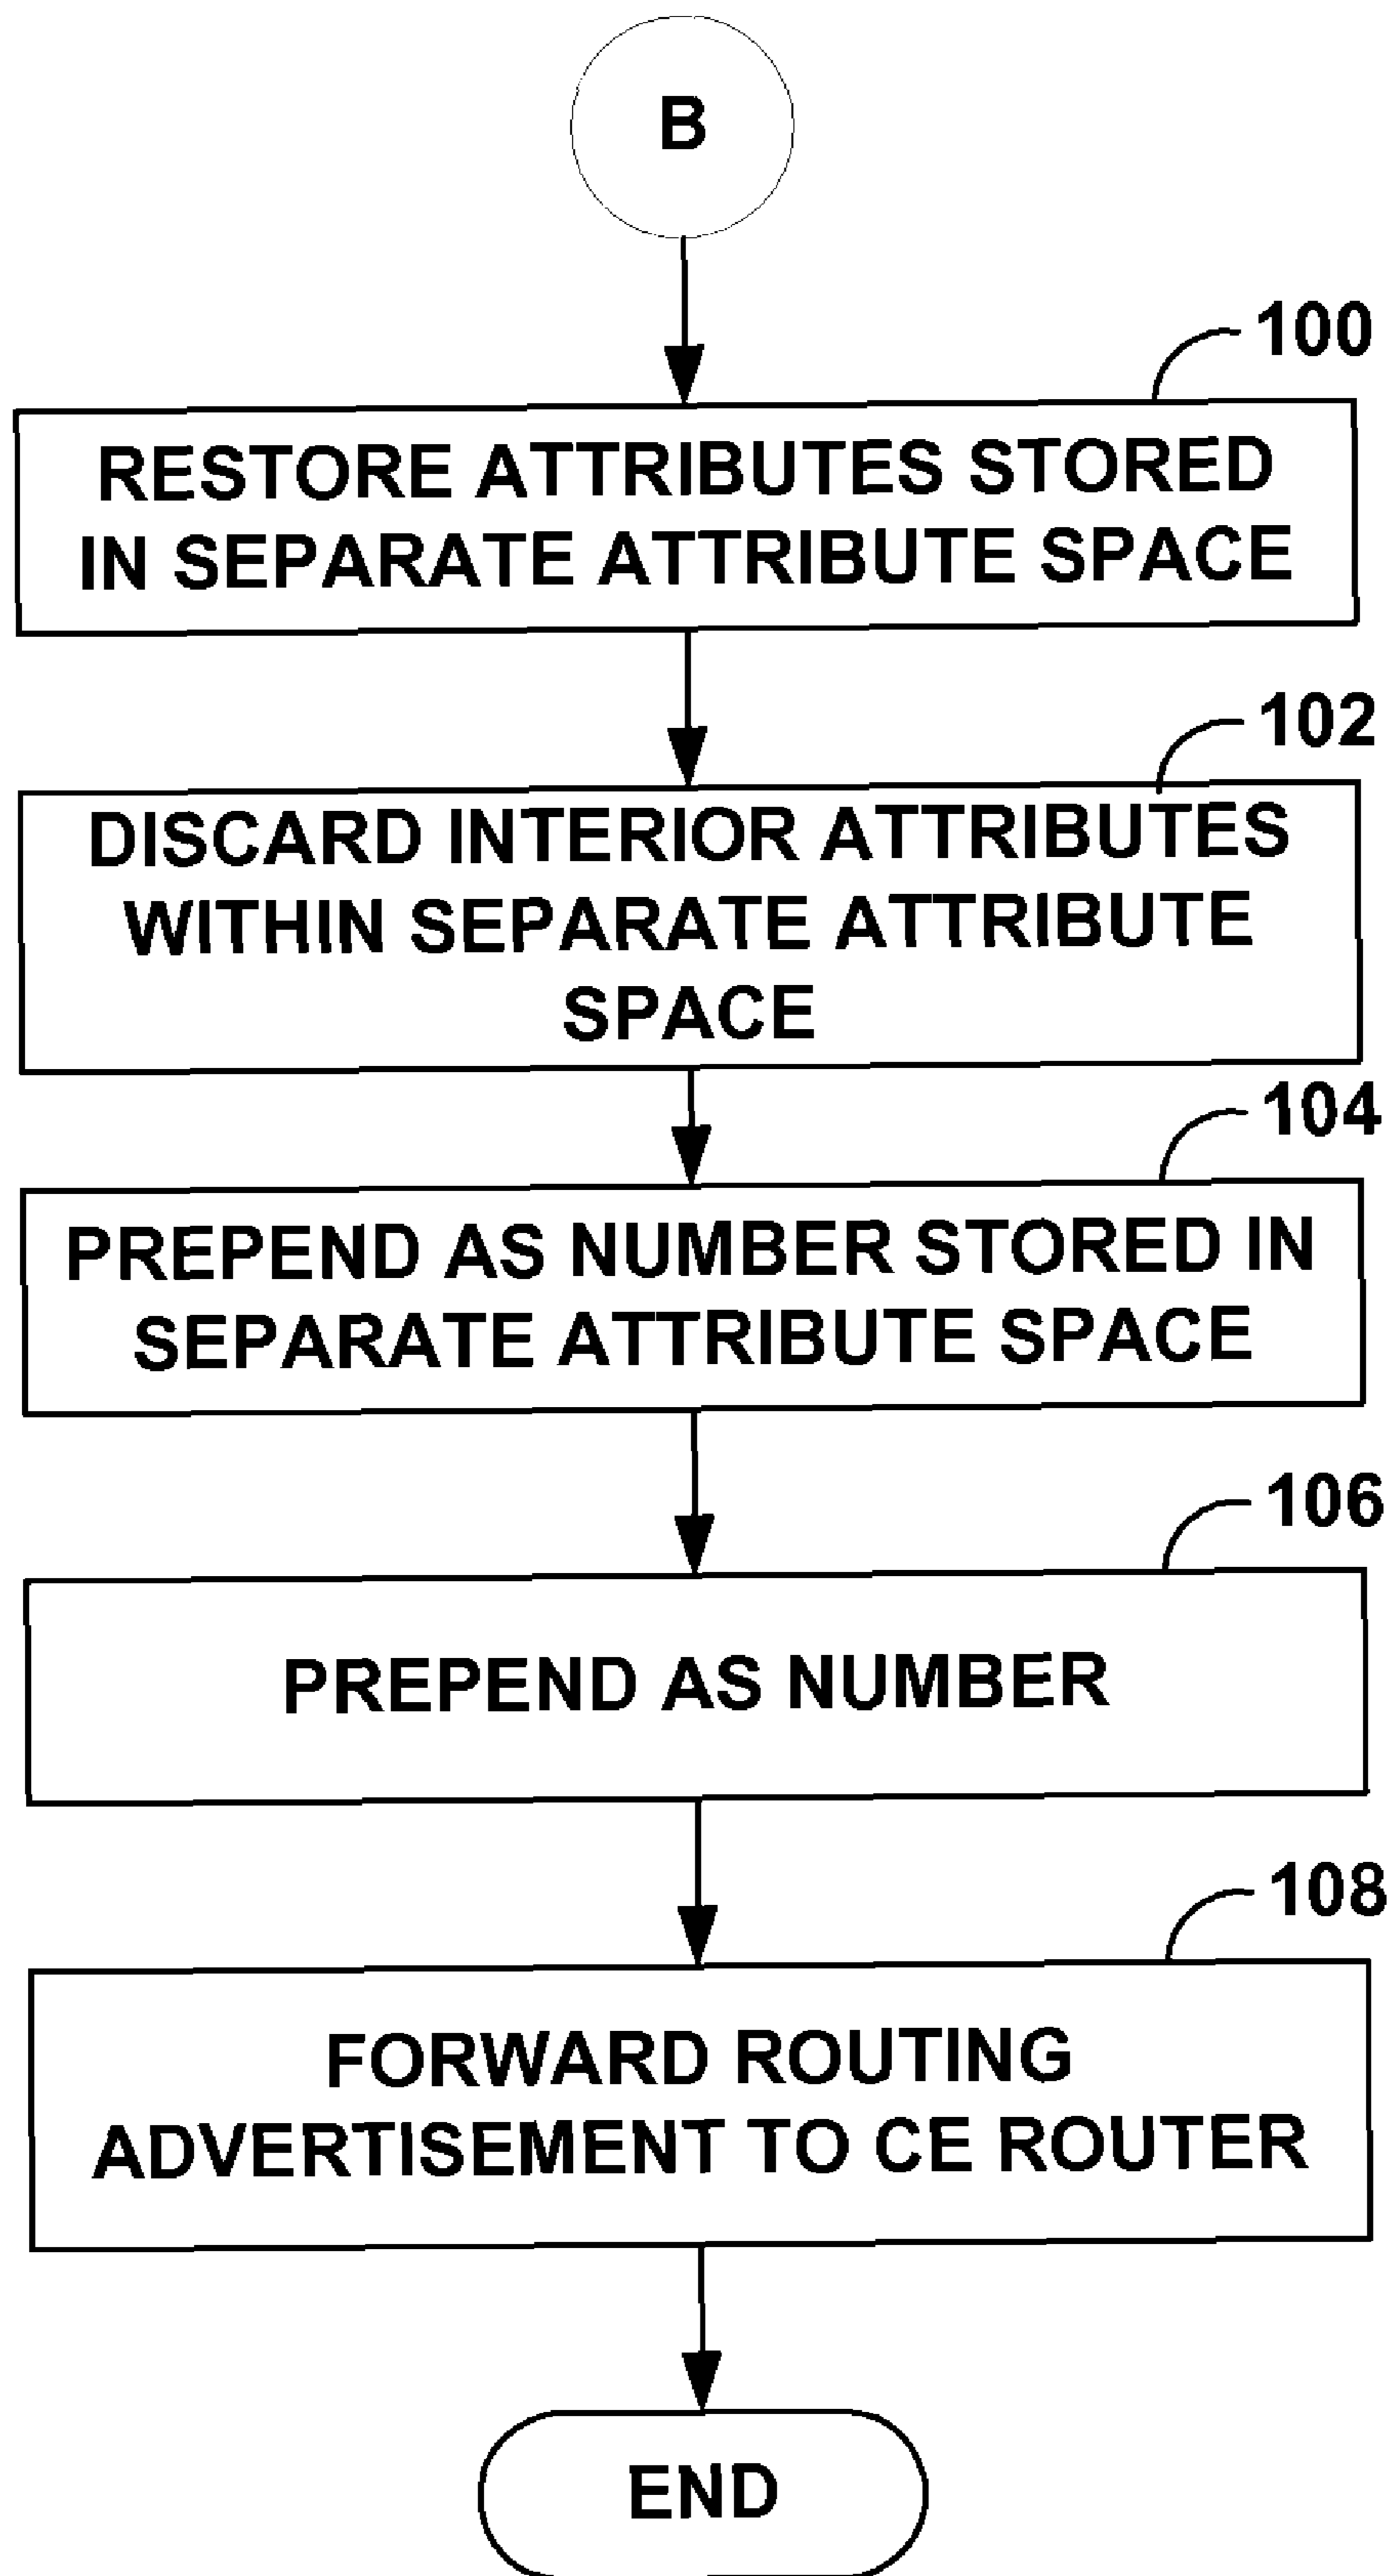 B
100
RESTORE ATTRIBUTES STORED
IN SEPARATE ATTRIBUTE SPACE
102
DISCARD INTERIOR ATTRIBUTES
WITHIN SEPARATE ATTRIBUTE
SPACE
104
PREPEND AS NUMBER STORED IN
SEPARATE ATTRIBUTE SPACE
106
PREPEND AS NUMBER
108
FORWARD ROUTING
ADVERTISEMENT TO CE ROUTER
END